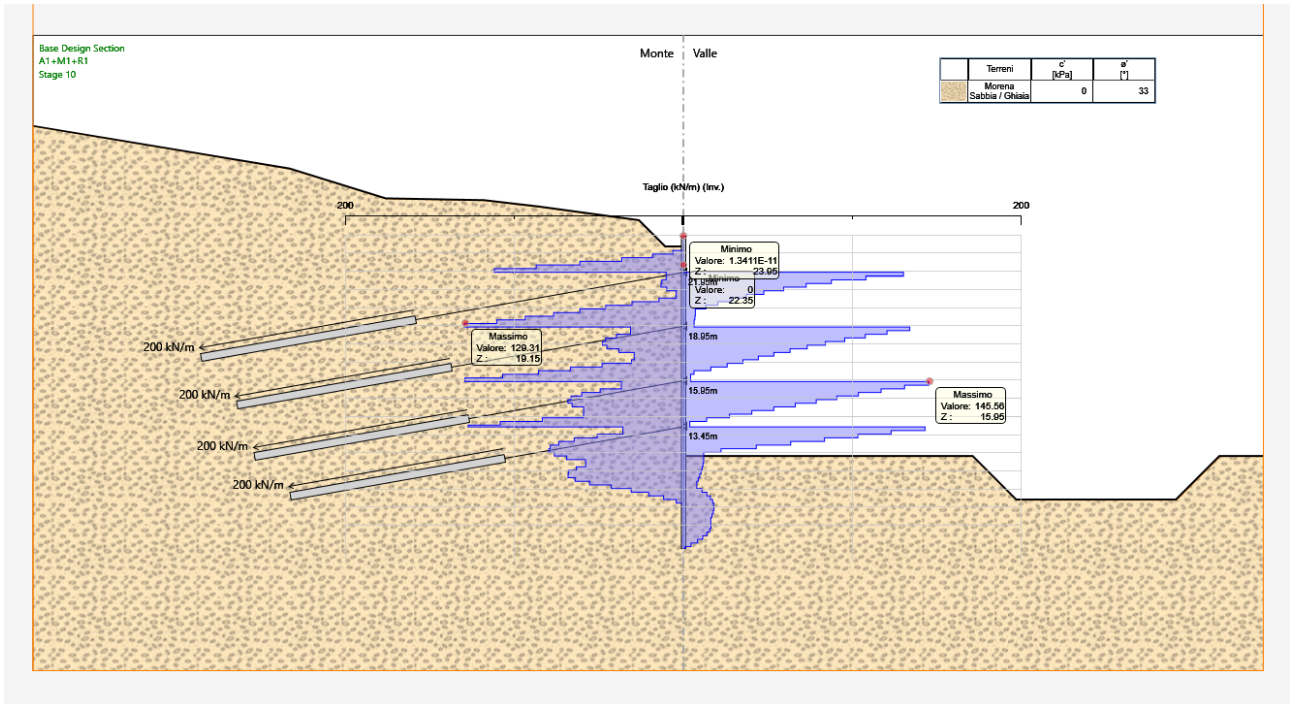 Base Design Section
A1+M1+R1
Stage 10
Monte
Valle
Terreni
c'
[kPa]
ø'
[°]
Morena
Sabbia / Ghiaia
0
33
Taglio (kN/m) (Inv.)
200
200
Minimo
Valore: 1.3411E-11
Z : 23.95
21.95m
Minimo
Valore: 0
Z : 22.35
18.95m
Massimo
Valore: 129.31
Z : 19.15
15.95m
Massimo
Valore: 145.56
Z : 15.95
13.45m
200 kN/m
200 kN/m
200 kN/m
200 kN/m